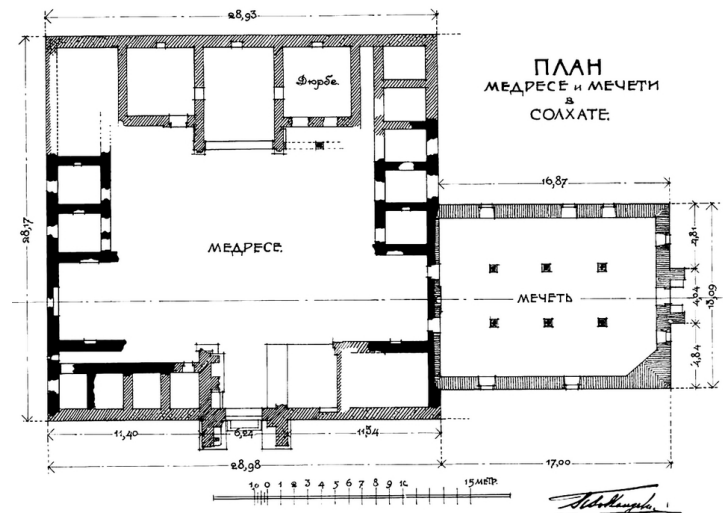 28,93
Дюрбе.
ПЛАН
МЕДРЕСЕ и МЕЧЕТИ
в
СОЛХАТЕ.
16,87
28,17
4,81
МЕДРЕСЕ.
МЕЧЕТЬ
4,04
13,09
4,84
11,40
6,24
11,34
28,98
17,00
1,0 0 1 2 3 4 5 6 7 8 9 10 15 МЕТР.